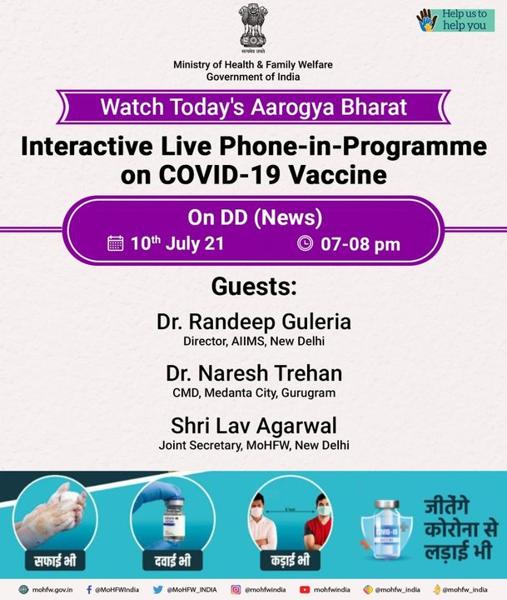 Help us to
help you
सत्यमेव जयते
Ministry of Health & Family Welfare
Government of India
Watch Today's Aarogya Bharat
Interactive Live Phone-in-Programme
on COVID-19 Vaccine
On DD (News)
10th July 21
07-08 pm
Guests:
Dr. Randeep Guleria
Director, AIIMS, New Delhi
Dr. Naresh Trehan
CMD, Medanta City, Gurugram
Shri Lav Agarwal
Joint Secretary, MoHFW, New Delhi
सफाई भी
दवाई भी
कड़ाई भी
COVID-19
जीतेंगे
कोरोना से
लड़ाई भी
mohfw.gov.in
MoHFWIndia
@MoHFW_INDIA
@mohfwindia
mohfwindia
@mohfw_india
@mohfw_india